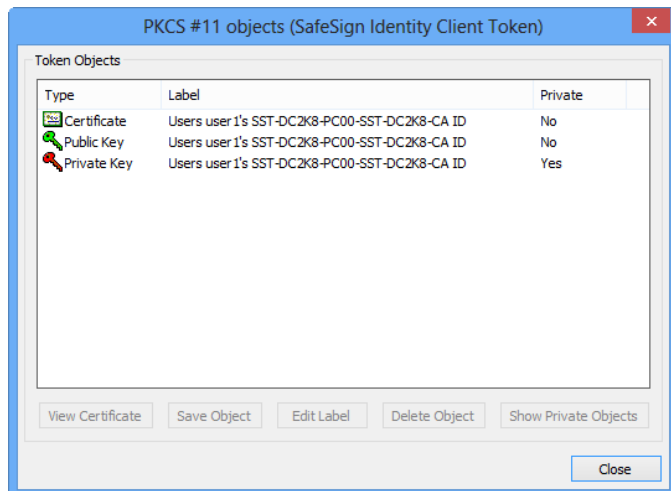 PKCS #11 objects (SafeSign Identity Client Token)
Token Objects
Type Label Private
Certificate Users user1's SST-DC2K8-PC00-SST-DC2K8-CA ID No
Public Key Users user1's SST-DC2K8-PC00-SST-DC2K8-CA ID No
Private Key Users user1's SST-DC2K8-PC00-SST-DC2K8-CA ID Yes
View Certificate Save Object Edit Label Delete Object Show Private Objects
Close